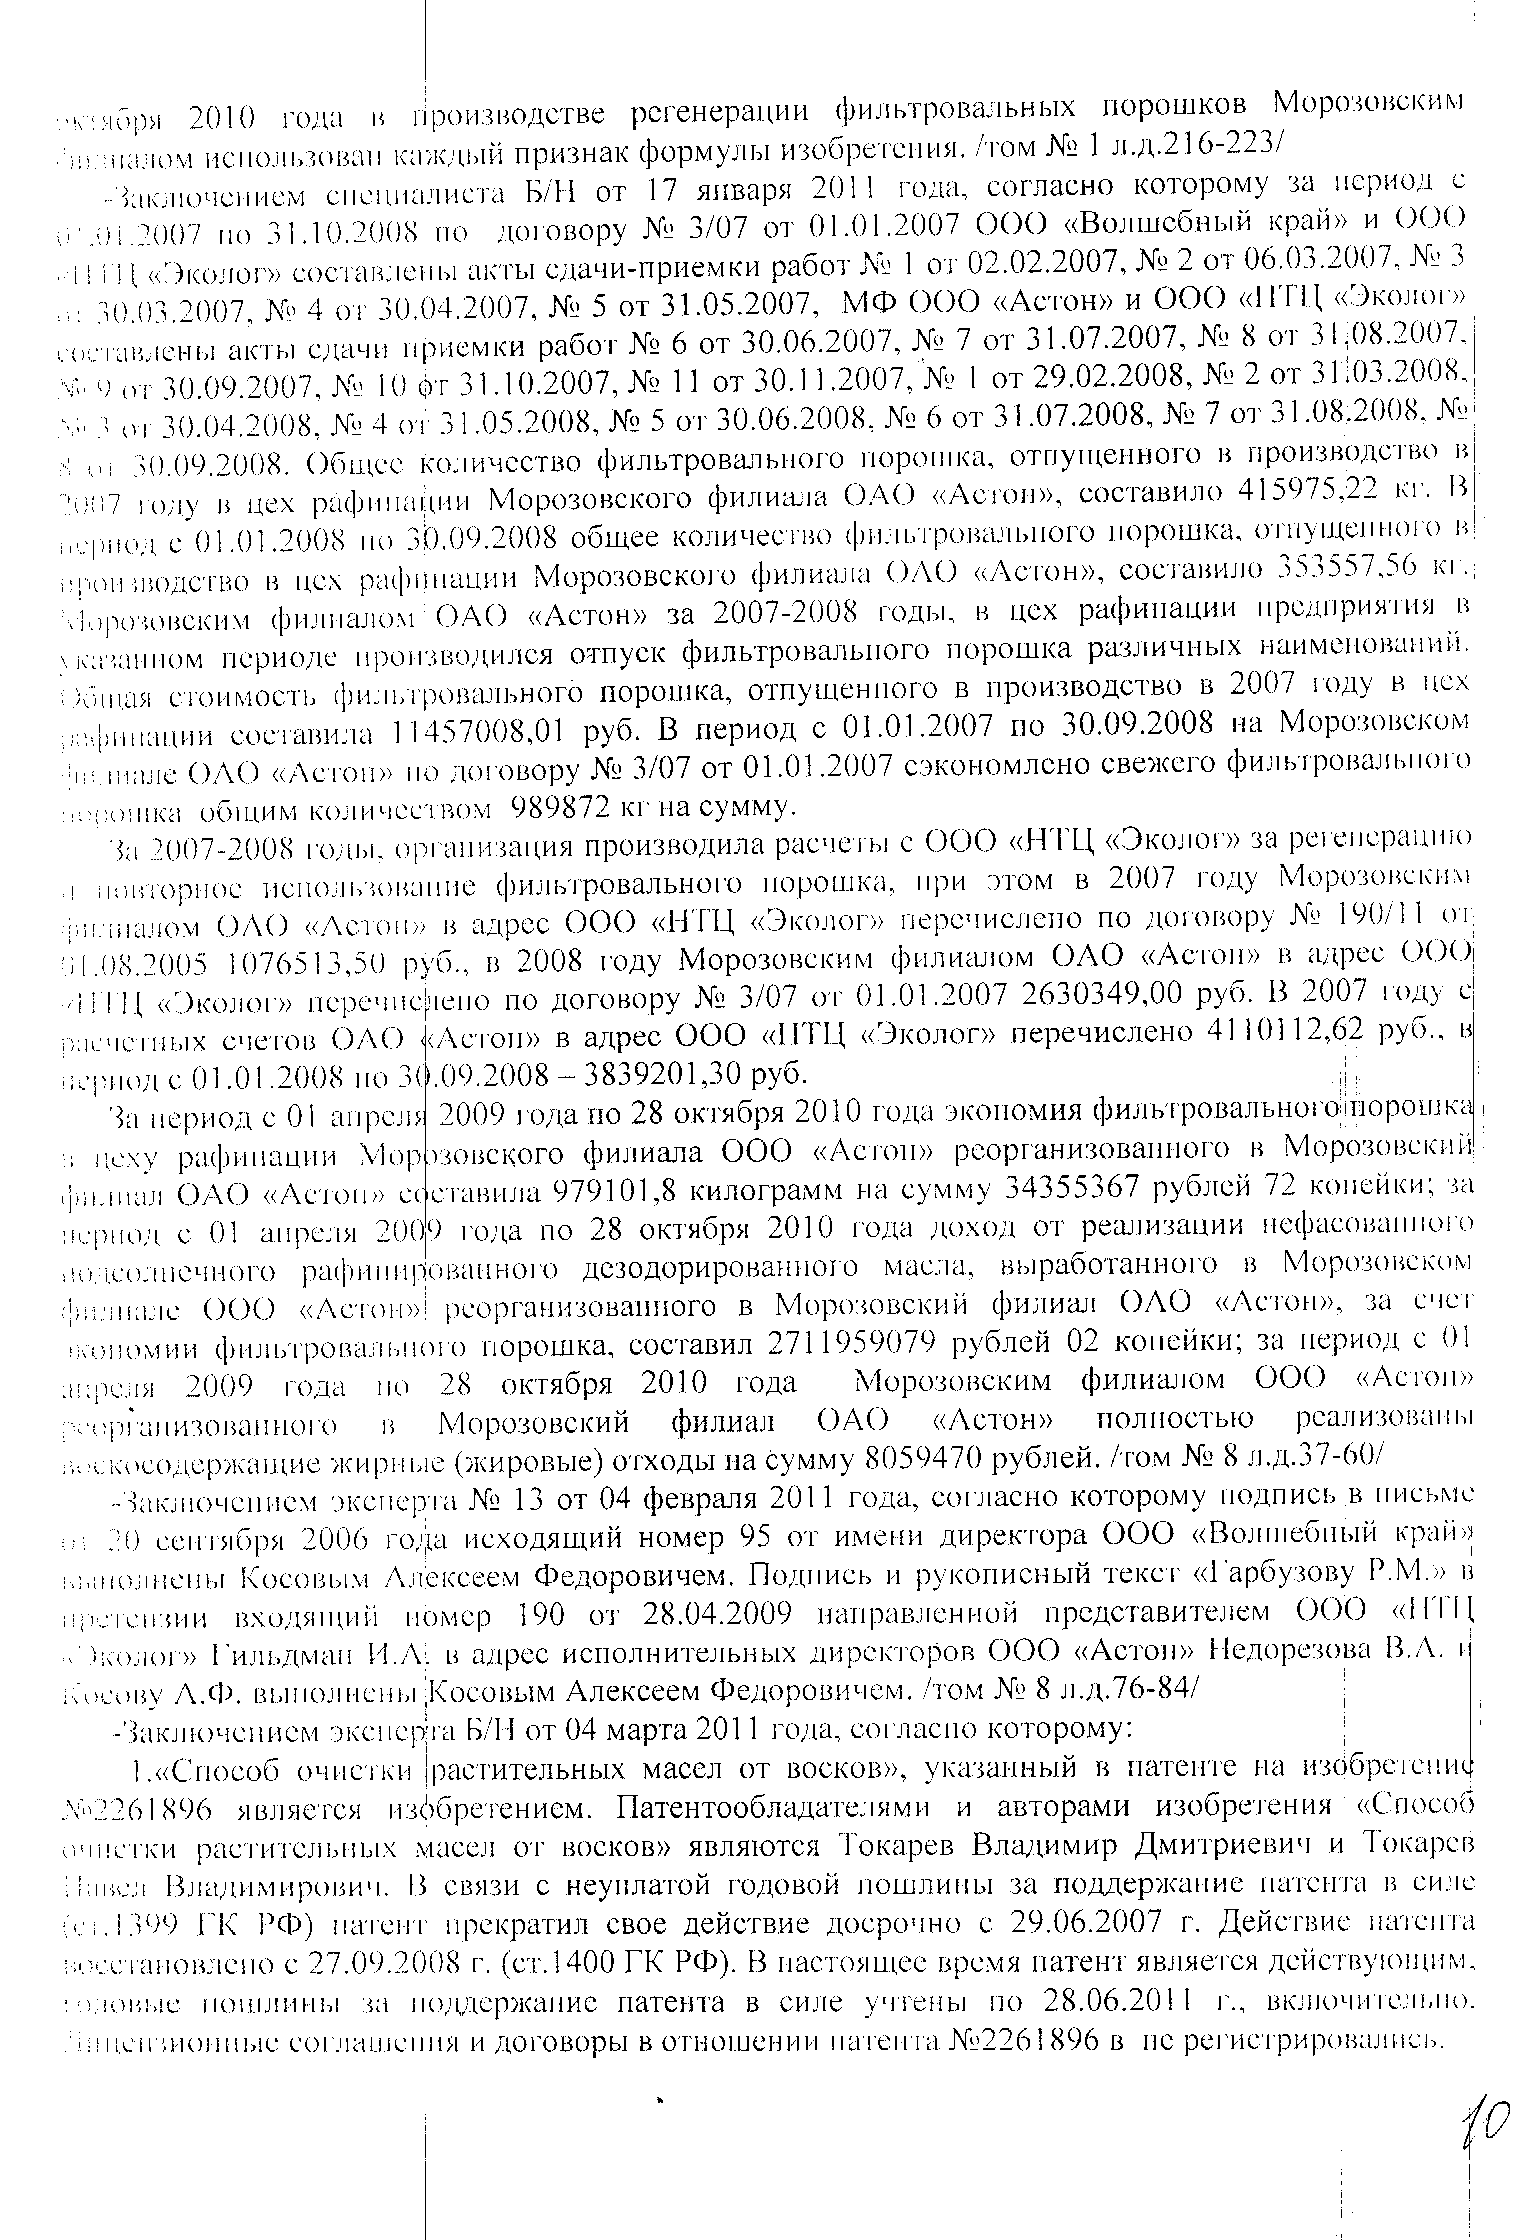 октября 2010 года в производстве регенерации фильтровальных порошков Морозовским
филиалом использован каждый признак формулы изобретения. /том № 1 л.д.216-223/
-Заключением специалиста Б/Н от 17 января 2011 года, согласно которому за период с
01.01.2007 по 31.10.2008 по договору № 3/07 от 01.01.2007 ООО «Волшебный край» и ООО
«НТЦ «Эколог» составлены акты сдачи-приемки работ № 1 от 02.02.2007, № 2 от 06.03.2007, № 3
от 30.03.2007, № 4 от 30.04.2007, № 5 от 31.05.2007, МФ ООО «Астон» и ООО «НТЦ «Эколог»
составлены акты сдачи приемки работ № 6 от 30.06.2007, № 7 от 31.07.2007, № 8 от 31.08.2007,
№ 9 от 30.09.2007, № 10 от 31.10.2007, № 11 от 30.11.2007, № 1 от 29.02.2008, № 2 от 31.03.2008,
№ 3 от 30.04.2008, № 4 от 31.05.2008, № 5 от 30.06.2008, № 6 от 31.07.2008, № 7 от 31.08.2008, №
8 от 30.09.2008. Общее количество фильтровального порошка, отпущенного в производство в
2007 году в цех рафинации Морозовского филиала ОАО «Астон», составило 415975,22 кг. В
период с 01.01.2008 по 30.09.2008 общее количество фильтровального порошка, отпущенного в
производство в цех рафинации Морозовского филиала ОАО «Астон», составило 353557,56 кг.
Морозовским филиалом ОАО «Астон» за 2007-2008 годы, в цех рафинации предприятия в
указанном периоде производился отпуск фильтровального порошка различных наименований.
Общая стоимость фильтровального порошка, отпущенного в производство в 2007 году в цех
рафинации составила 11457008,01 руб. В период с 01.01.2007 по 30.09.2008 на Морозовском
филиале ОАО «Астон» по договору № 3/07 от 01.01.2007 сэкономлено свежего фильтровального
порошка общим количеством 989872 кг на сумму.
За 2007-2008 годы, организация производила расчеты с ООО «НТЦ «Эколог» за регенерацию
и повторное использование фильтровального порошка, при этом в 2007 году Морозовским
филиалом ОАО «Астон» в адрес ООО «НТЦ «Эколог» перечислено по договору № 190/11 от
01.08.2005 1076513,50 руб., в 2008 году Морозовским филиалом ОАО «Астон» в адрес ООО
«НТЦ «Эколог» перечислено по договору № 3/07 от 01.01.2007 2630349,00 руб. В 2007 году с
расчетных счетов ОАО «Астон» в адрес ООО «НТЦ «Эколог» перечислено 4110112,62 руб., в
период с 01.01.2008 по 30.09.2008 – 3839201,30 руб.
За период с 01 апреля 2009 года по 28 октября 2010 года экономия фильтровального порошка
в цеху рафинации Морозовского филиала ООО «Астон» реорганизованного в Морозовский
филиал ОАО «Астон» составила 979101,8 килограмм на сумму 34355367 рублей 72 копейки; за
период с 01 апреля 2009 года по 28 октября 2010 года доход от реализации нефасованного
подсолнечного рафинированного дезодорированного масла, выработанного в Морозовском
филиале ООО «Астон» реорганизованного в Морозовский филиал ОАО «Астон», за счет
экономии фильтровального порошка, составил 2711959079 рублей 02 копейки; за период с 01
апреля 2009 года по 28 октября 2010 года Морозовским филиалом ООО «Астон»
реорганизованного в Морозовский филиал ОАО «Астон» полностью реализованы
воскосодержащие жирные (жировые) отходы на сумму 8059470 рублей. /том № 8 л.д.37-60/
-Заключением эксперта № 13 от 04 февраля 2011 года, согласно которому подпись в письме
от 20 сентября 2006 года исходящий номер 95 от имени директора ООО «Волшебный край»
выполнены Косовым Алексеем Федоровичем. Подпись и рукописный текст «Гарбузову Р.М.» в
претензии входящий номер 190 от 28.04.2009 направленной представителем ООО «НТЦ
«Эколог» Гильдман И.А. в адрес исполнительных директоров ООО «Астон» Недорезова В.А. и
Косову А.Ф. выполнены Косовым Алексеем Федоровичем. /том № 8 л.д.76-84/
-Заключением эксперта Б/Н от 04 марта 2011 года, согласно которому:
1.«Способ очистки растительных масел от восков», указанный в патенте на изобретение
№2261896 является изобретением. Патентообладателями и авторами изобретения «Способ
очистки растительных масел от восков» являются Токарев Владимир Дмитриевич и Токарев
Павел Владимирович. В связи с неуплатой годовой пошлины за поддержание патента в силе
(ст.1399 ГК РФ) патент прекратил свое действие досрочно с 29.06.2007 г. Действие патента
восстановлено с 27.09.2008 г. (ст.1400 ГК РФ). В настоящее время патент является действующим,
годовые пошлины за поддержание патента в силе учтены по 28.06.2011 г., включительно.
Лицензионные соглашения и договоры в отношении патента №2261896 в не регистрировались.
10